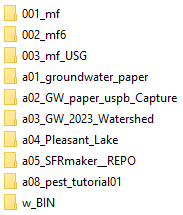 001_mf
002_mf6
003_mf_USG
a01_groundwater_paper
a02_GW_paper_uspb_Capture
a03_GW_2023_Watershed
a04_Pleasant_Lake
a05_SFRmaker__REPO
a08_pest_tutorial01
w_BIN